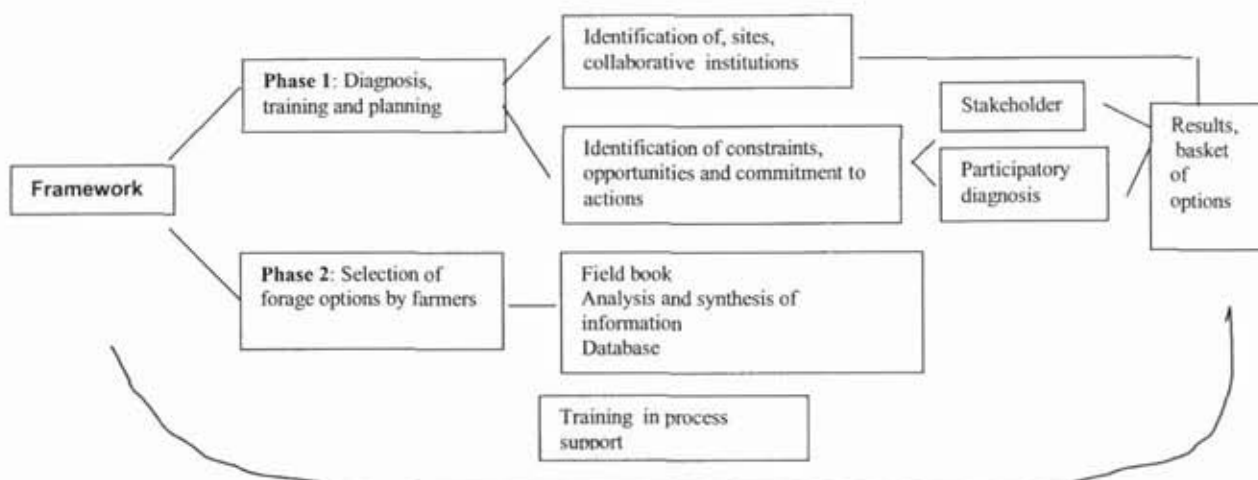 Framework
Phase 1: Diagnosis,
training and planning
Identification of, sites,
collaborative institutions
Identification of constraints,
opportunities and commitment to
actions
Stakeholder
Participatory
diagnosis
Results,
basket
of
options
Phase 2: Selection of
forage options by farmers
Field book
Analysis and synthesis of
information
Database
Training in process
support